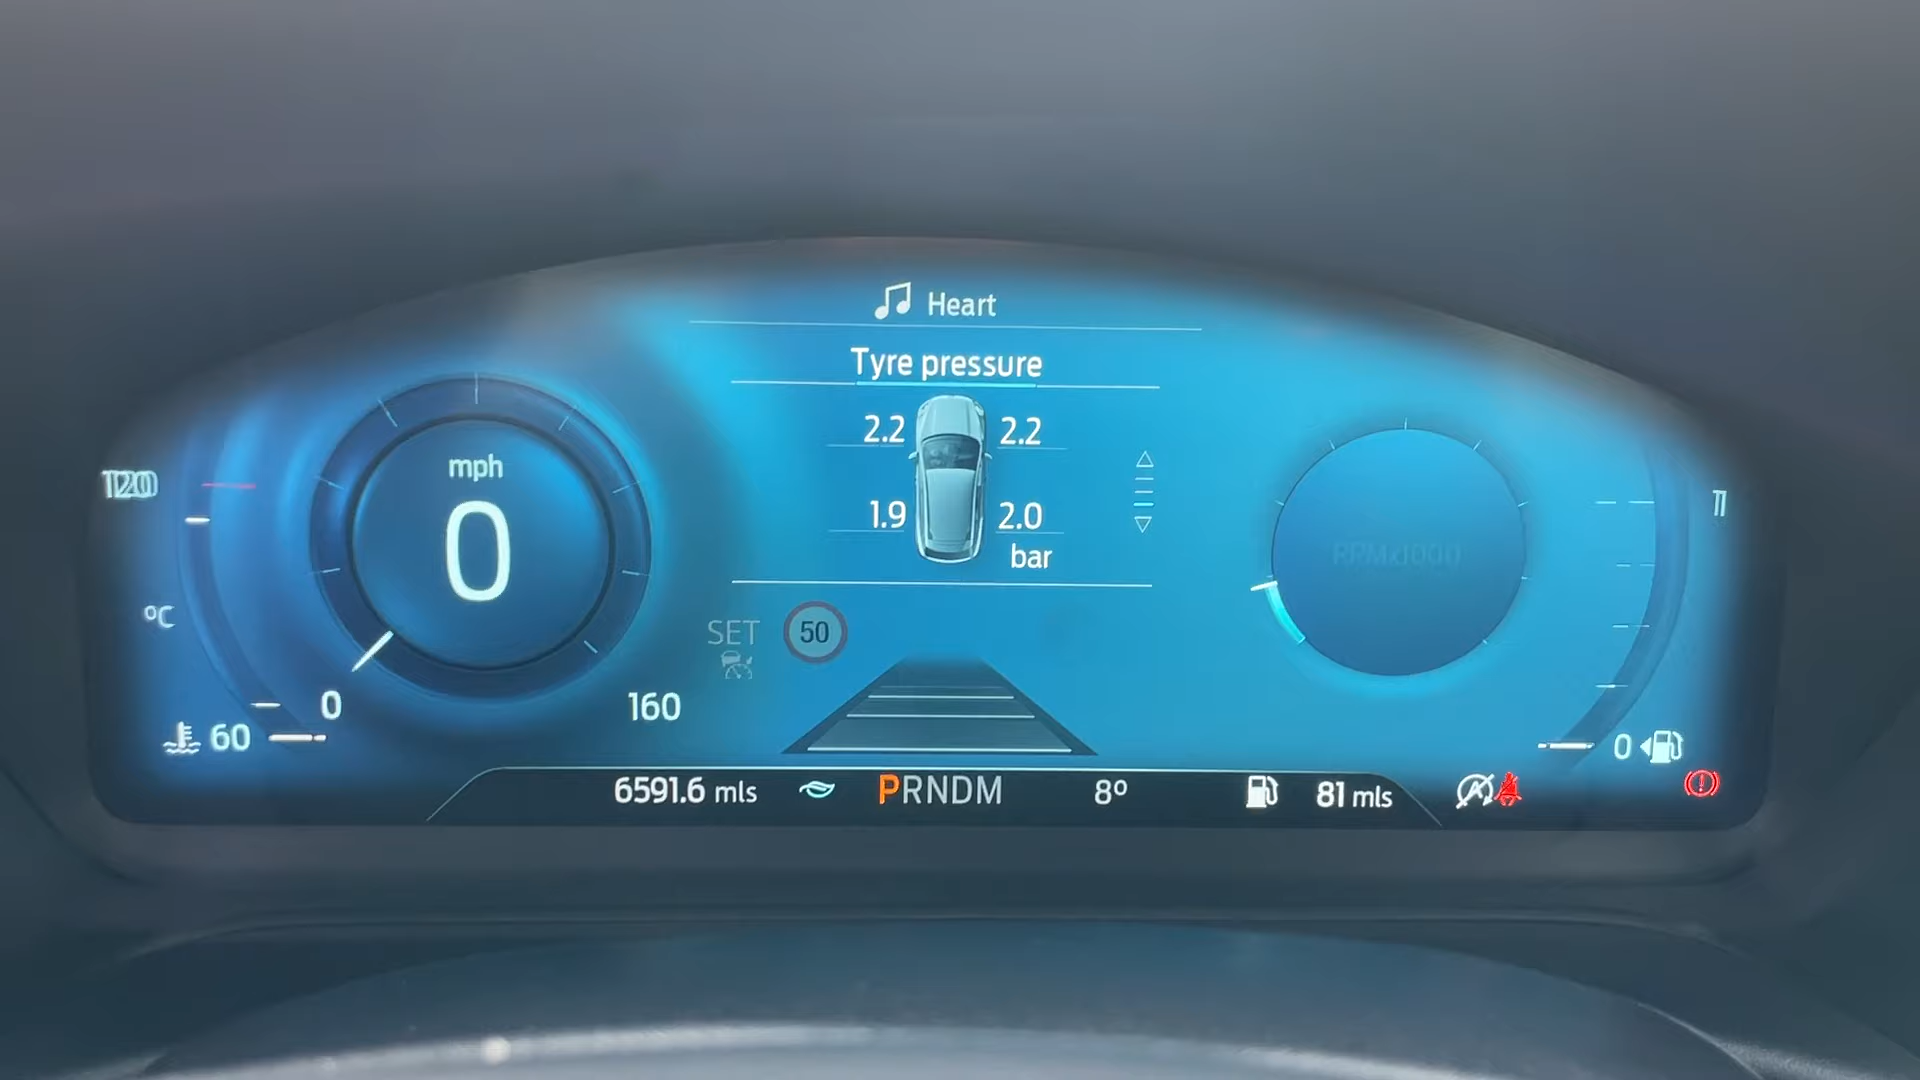 Heart
Tyre pressure
2.2 2.2
1.9 2.0
bar
mph
0
120
°C
60
0
160
SET
50
RPMx1000
0
6591.6 mls PRNDM 8° 81 mls